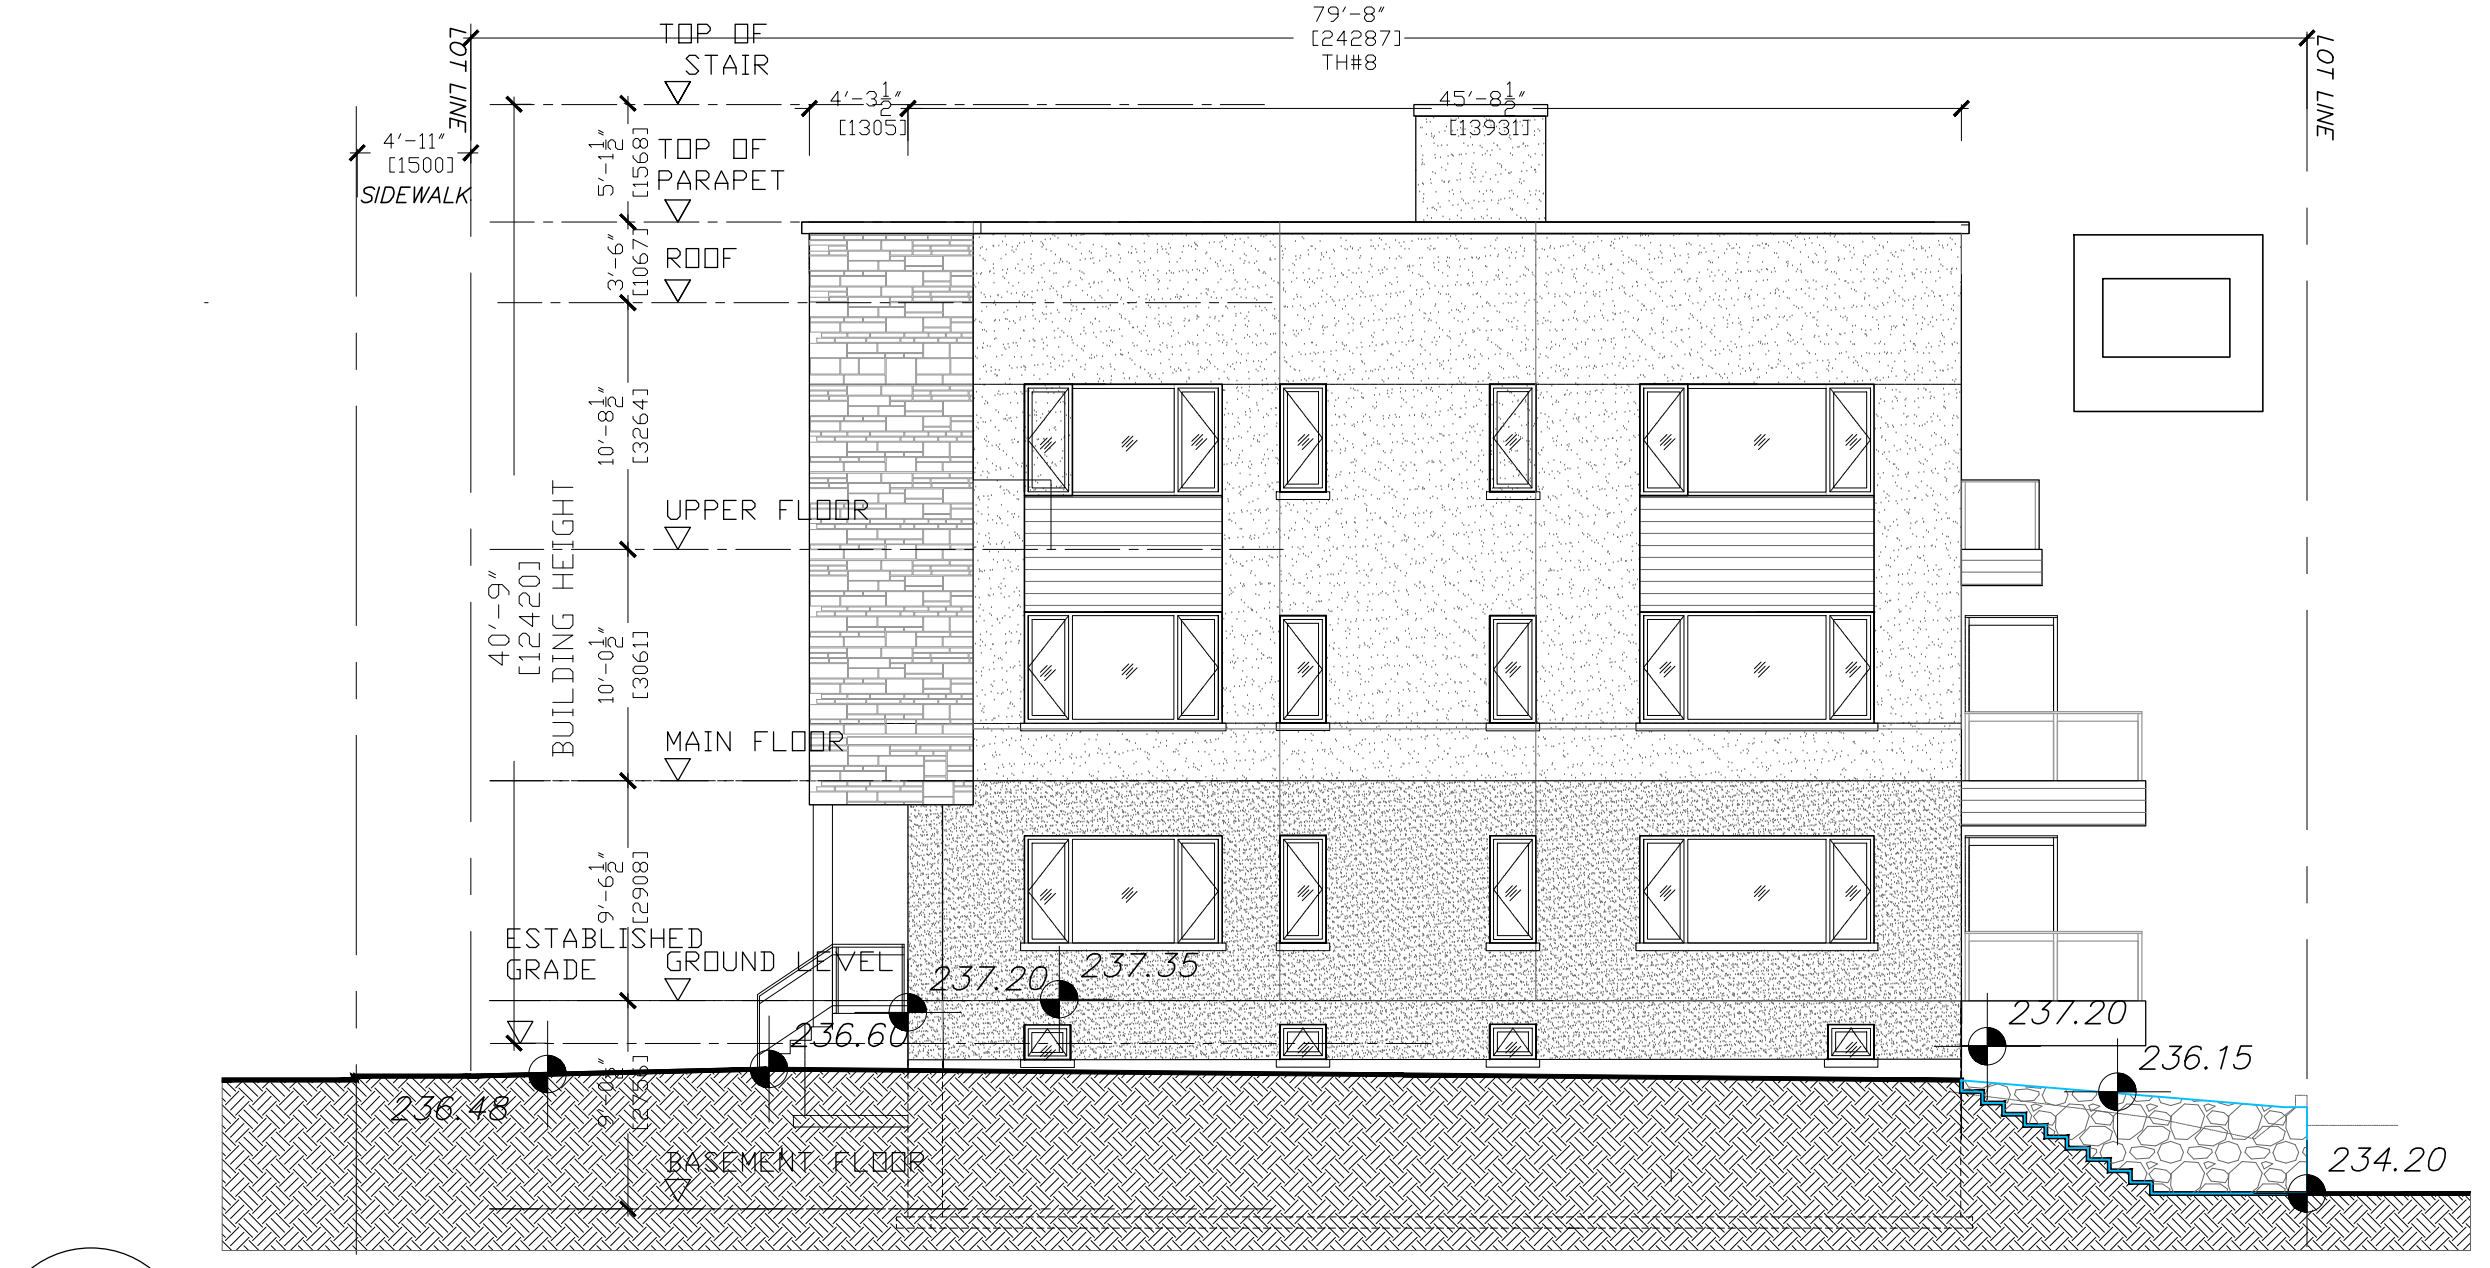 79'-8"
[24287]
TH#8
LOT LINE
LOT LINE
TOP OF
STAIR
4'-3½"
[1305]
45'-8½"
[13931]
4'-11"
[1500]
SIDEWALK
5'-1½"
[1568]
TOP OF
PARAPET
3'-6"
[1067]
ROOF
10'-8½"
[3264]
UPPER FLOOR
40'-9"
[12420]
BUILDING HEIGHT
10'-0½"
[3061]
MAIN FLOOR
9'-6½"
[2908]
ESTABLISHED
GRADE
GROUND LEVEL
237.20
237.35
236.60
237.20
236.15
236.48
[2756]
BASEMENT FLOOR
234.20